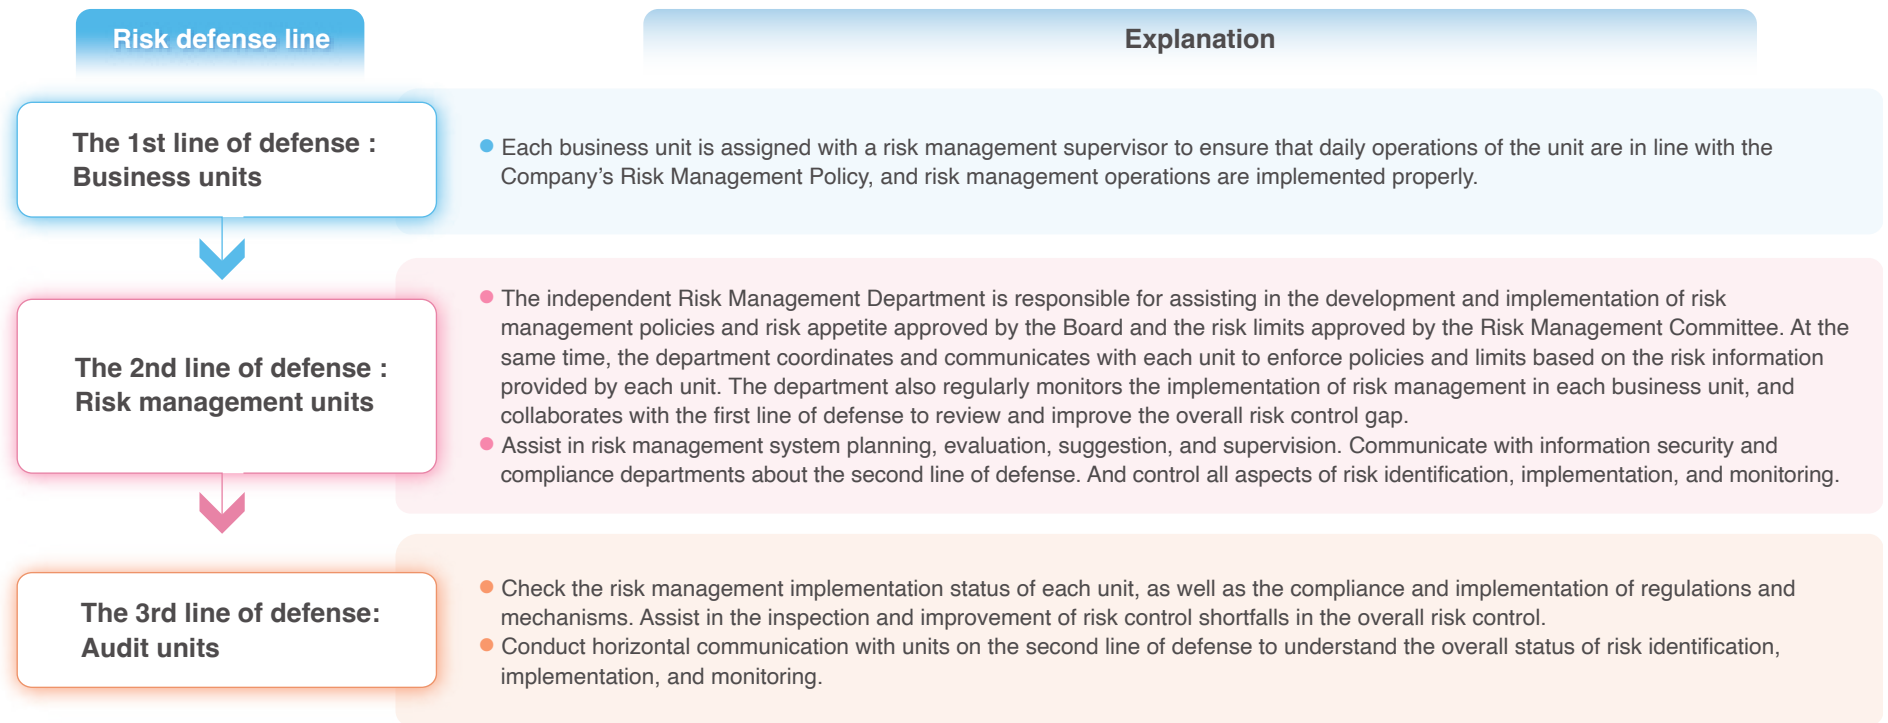 Risk defense line
Explanation
The 1st line of defense :
Business units
● Each business unit is assigned with a risk management supervisor to ensure that daily operations of the unit are in line with the
Company's Risk Management Policy, and risk management operations are implemented properly.
The 2nd line of defense :
Risk management units
● The independent Risk Management Department is responsible for assisting in the development and implementation of risk
management policies and risk appetite approved by the Board and the risk limits approved by the Risk Management Committee. At the
same time, the department coordinates and communicates with each unit to enforce policies and limits based on the risk information
provided by each unit. The department also regularly monitors the implementation of risk management in each business unit, and
collaborates with the first line of defense to review and improve the overall risk control gap.
● Assist in risk management system planning, evaluation, suggestion, and supervision. Communicate with information security and
compliance departments about the second line of defense. And control all aspects of risk identification, implementation, and monitoring.
The 3rd line of defense:
Audit units
● Check the risk management implementation status of each unit, as well as the compliance and implementation of regulations and
mechanisms. Assist in the inspection and improvement of risk control shortfalls in the overall risk control.
● Conduct horizontal communication with units on the second line of defense to understand the overall status of risk identification,
implementation, and monitoring.